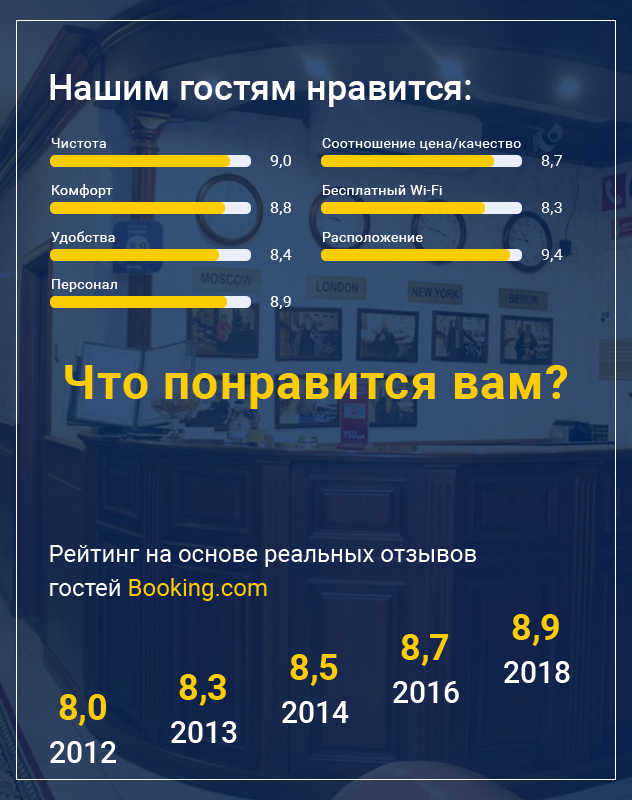 Нашим гостям нравится:
Чистота
9,0
Комфорт
8,8
Удобства
8,4
Персонал
8,9
Соотношение цена/качество
8,7
Бесплатный Wi-Fi
8,3
Расположение
9,4
MOSCOW
LONDON
NEW YORK
BERLIN
Что понравится вам?
Рейтинг на основе реальных отзывов
гостей Booking.com
8,0
2012
8,3
2013
8,5
2014
8,7
2016
8,9
2018